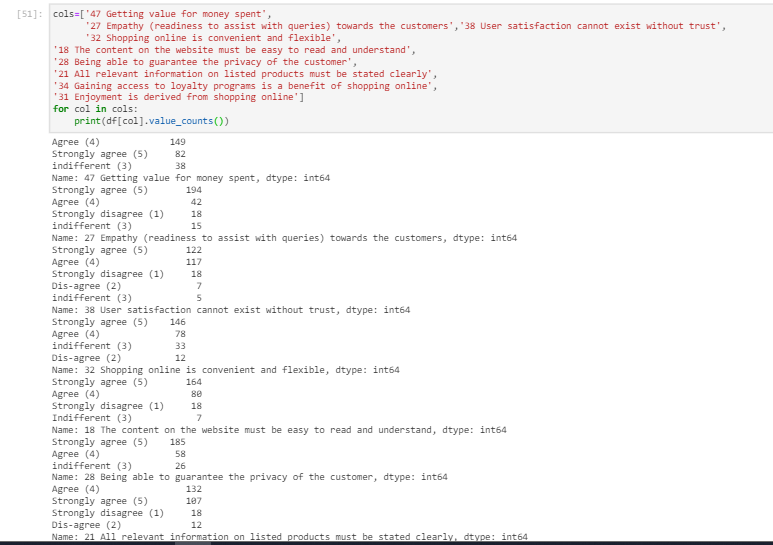 [51]: cols=['47 Getting value for money spent',
'27 Empathy (readiness to assist with queries) towards the customers','38 User satisfaction cannot exist without trust',
'32 Shopping online is convenient and flexible',
'18 The content on the website must be easy to read and understand',
'28 Being able to guarantee the privacy of the customer',
'21 All relevant information on listed products must be stated clearly',
'34 Gaining access to loyalty programs is a benefit of shopping online',
'31 Enjoyment is derived from shopping online']
for col in cols:
print(df[col].value_counts())
Agree (4) 149
Strongly agree (5) 82
indifferent (3) 38
Name: 47 Getting value for money spent, dtype: int64
Strongly agree (5) 194
Agree (4) 42
Strongly disagree (1) 18
indifferent (3) 15
Name: 27 Empathy (readiness to assist with queries) towards the customers, dtype: int64
Strongly agree (5) 122
Agree (4) 117
Strongly disagree (1) 18
Dis-agree (2) 7
indifferent (3) 5
Name: 38 User satisfaction cannot exist without trust, dtype: int64
Strongly agree (5) 146
Agree (4) 78
indifferent (3) 33
Dis-agree (2) 12
Name: 32 Shopping online is convenient and flexible, dtype: int64
Strongly agree (5) 164
Agree (4) 80
Strongly disagree (1) 18
Indifferent (3) 7
Name: 18 The content on the website must be easy to read and understand, dtype: int64
Strongly agree (5) 185
Agree (4) 58
indifferent (3) 26
Name: 28 Being able to guarantee the privacy of the customer, dtype: int64
Agree (4) 132
Strongly agree (5) 107
Strongly disagree (1) 18
Dis-agree (2) 12
Name: 21 All relevant information on listed products must be stated clearly, dtype: int64